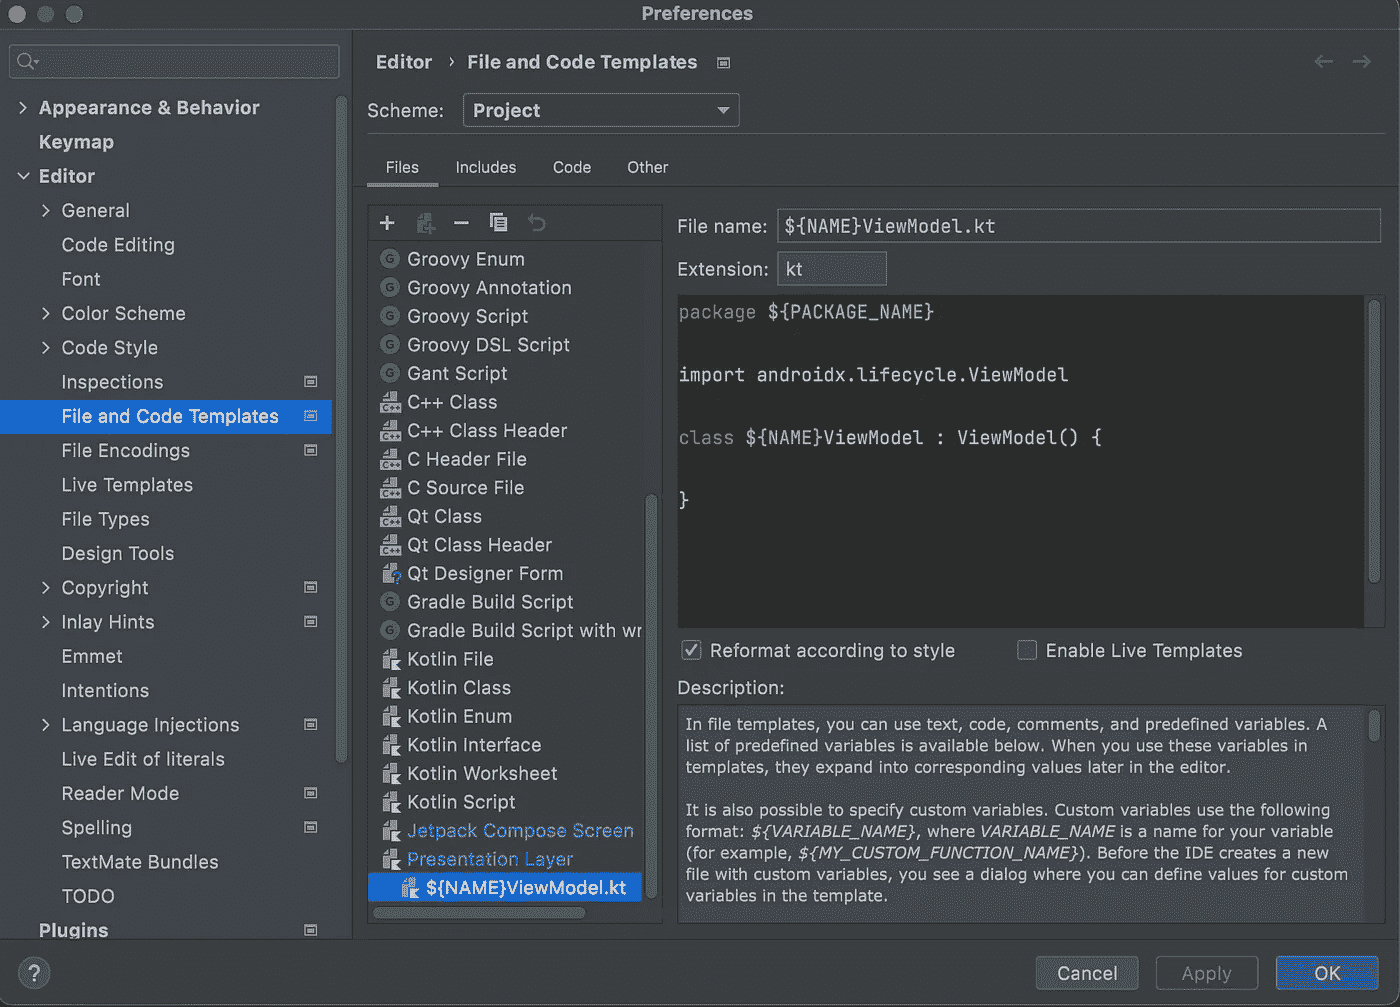 Preferences
Appearance & Behavior
Keymap
Editor
General
Code Editing
Font
Color Scheme
Code Style
Inspections
File and Code Templates
File Encodings
Live Templates
File Types
Design Tools
Copyright
Inlay Hints
Emmet
Intentions
Language Injections
Live Edit of literals
Reader Mode
Spelling
TextMate Bundles
TODO
Plugins
Editor › File and Code Templates
Scheme: Project
Files Includes Code Other
Groovy Enum
Groovy Annotation
Groovy Script
Groovy DSL Script
Gant Script
C++ Class
C++ Class Header
C Header File
C Source File
Qt Class
Qt Class Header
Qt Designer Form
Gradle Build Script
Gradle Build Script with wr
Kotlin File
Kotlin Class
Kotlin Enum
Kotlin Interface
Kotlin Worksheet
Kotlin Script
Jetpack Compose Screen
Presentation Layer
${NAME}ViewModel.kt
File name: ${NAME}ViewModel.kt
Extension: kt
package ${PACKAGE_NAME}
import androidx.lifecycle.ViewModel
class ${NAME}ViewModel : ViewModel() {
}
Reformat according to style Enable Live Templates
Description:
In file templates, you can use text, code, comments, and predefined variables. A
list of predefined variables is available below. When you use these variables in
templates, they expand into corresponding values later in the editor.
It is also possible to specify custom variables. Custom variables use the following
format: ${VARIABLE_NAME}, where VARIABLE_NAME is a name for your variable
(for example, ${MY_CUSTOM_FUNCTION_NAME}). Before the IDE creates a new
file with custom variables, you see a dialog where you can define values for custom
variables in the template.
? Cancel Apply OK